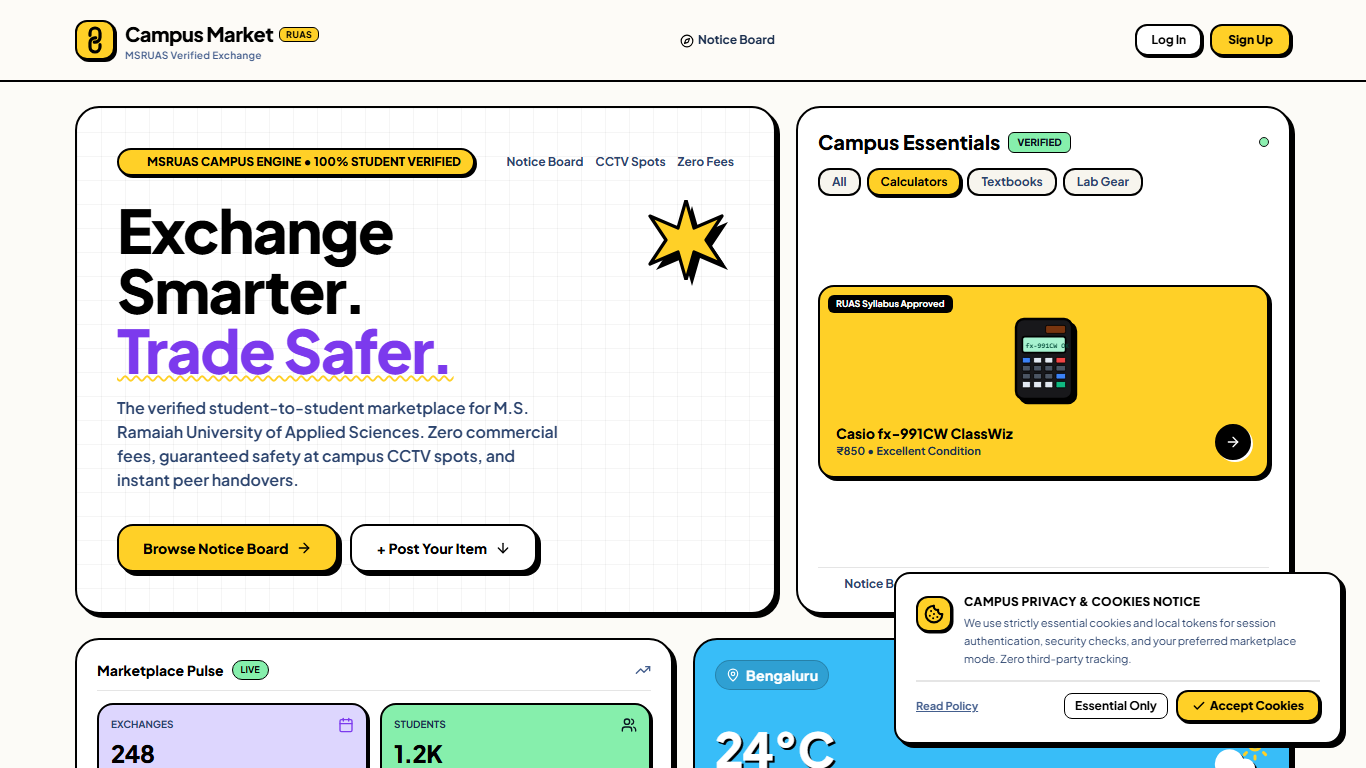 Campus Market RUAS
MSRUAS Verified Exchange
Notice Board
Log In
Sign Up
MSRUAS CAMPUS ENGINE ● 100% STUDENT VERIFIED
Notice Board
CCTV Spots
Zero Fees
Exchange
Smarter.
Trade Safer.
The verified student-to-student marketplace for M.S.
Ramaiah University of Applied Sciences. Zero commercial
fees, guaranteed safety at campus CCTV spots, and
instant peer handovers.
Browse Notice Board →
+ Post Your Item ↓
Campus Essentials VERIFIED
All
Calculators
Textbooks
Lab Gear
RUAS Syllabus Approved
fx-991CW
Casio fx-991CW ClassWiz
₹850 • Excellent Condition
Notice B
CAMPUS PRIVACY & COOKIES NOTICE
We use strictly essential cookies and local tokens for session
authentication, security checks, and your preferred marketplace
mode. Zero third-party tracking.
Read Policy
Essential Only
Accept Cookies
Marketplace Pulse LIVE
EXCHANGES
248
STUDENTS
1.2K
Bengaluru
24°C